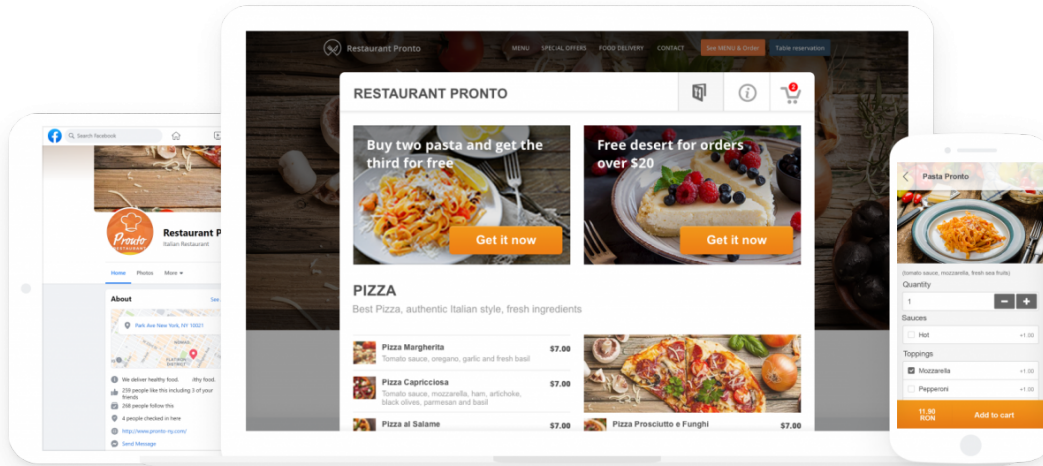 Search Facebook
Pronto
RESTAURANT
Restaurant P
Italian Restaurant
Home Photos More
About See
Park Ave New York, NY 10021
We deliver healthy food. ithy food.
259 people like this including 3 of your
friends
268 people follow this
4 people checked in here
http://www.pronto-ny.com/
Send Message
Restaurant Pronto
MENU SPECIAL OFFERS FOOD DELIVERY CONTACT See MENU & Order Table reservation
RESTAURANT PRONTO
2
Buy two pasta and get the
third for free
Get it now
Free desert for orders
over $20
Get it now
PIZZA
Best Pizza, authentic Italian style, fresh ingredients
Pizza Margherita $7.00
Tomato sauce, oregano, garlic and fresh basil
Pizza Capricciosa $7.00
Tomato sauce, mozzarella, ham, artichoke,
black olives, parmesan and basil
Pizza al Salame $7.00
Pizza Prosciutto e Funghi $7.00
Pasta Pronto
(tomato sauce, mozzarella, fresh sea fruits)
Quantity
1
Sauces
Hot +1.00
Toppings
Mozzarella +1.00
Pepperoni +1.00
11.90
RON
Add to cart